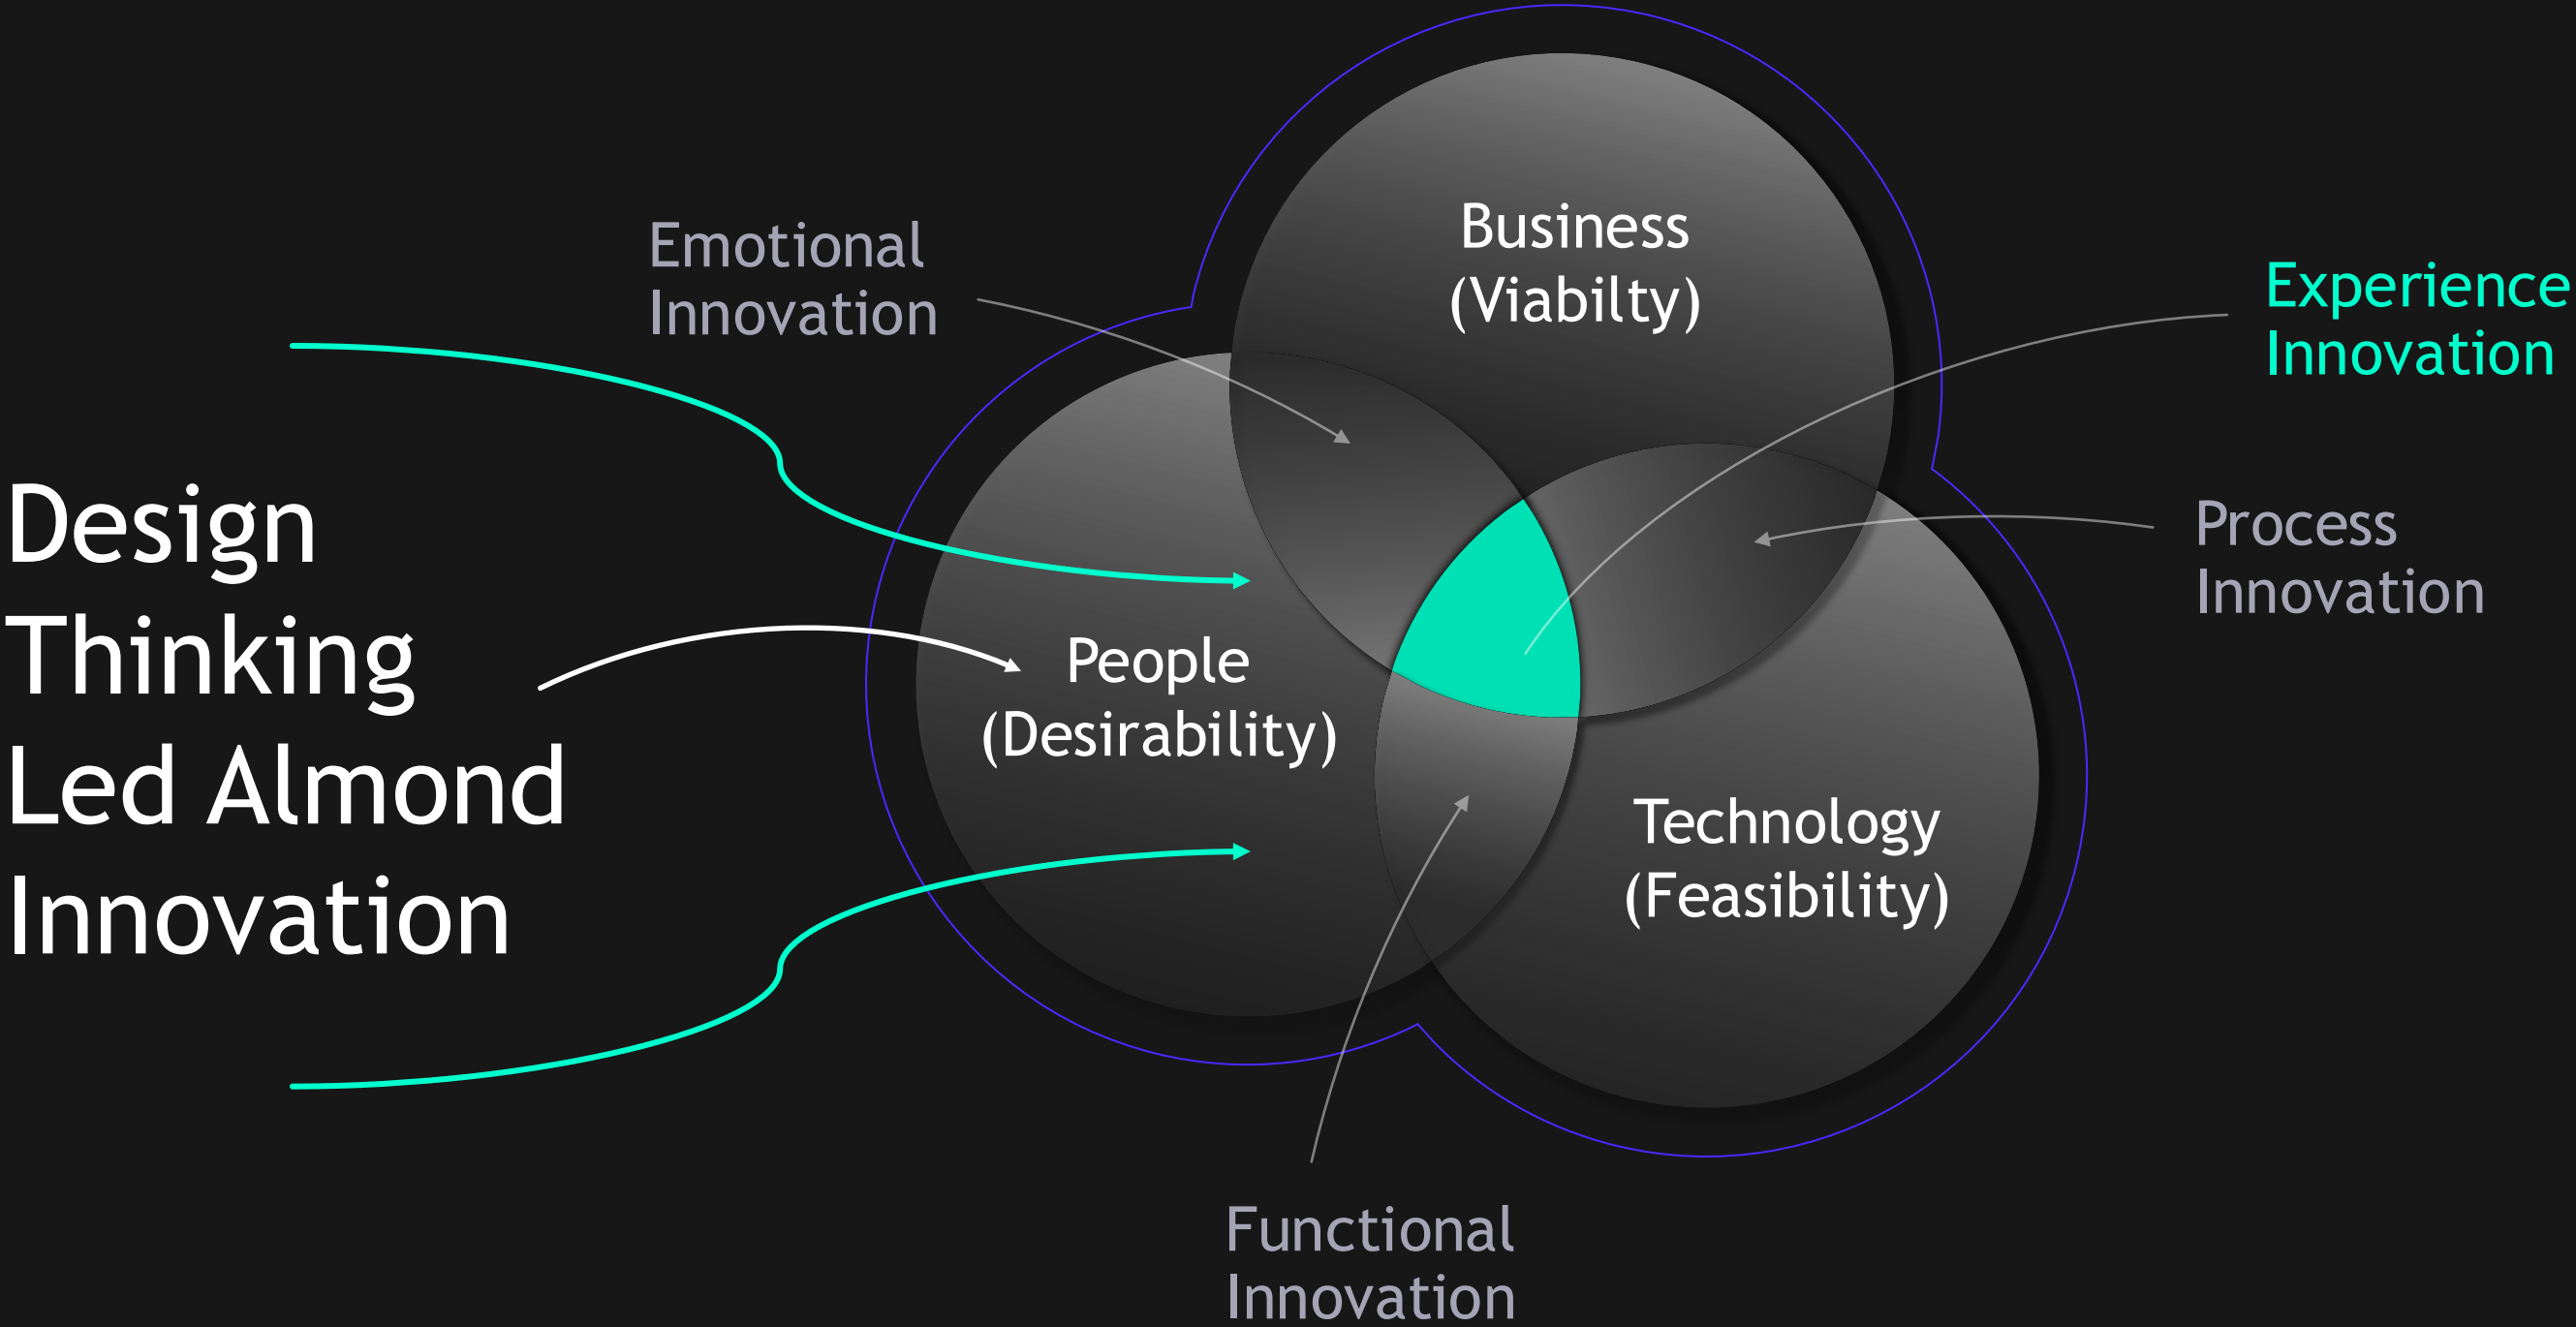 Design
Thinking
Led Almond
Innovation
Emotional
Innovation
Business
(Viabilty)
Experience
Innovation
Process
Innovation
People
(Desirability)
Technology
(Feasibility)
Functional
Innovation